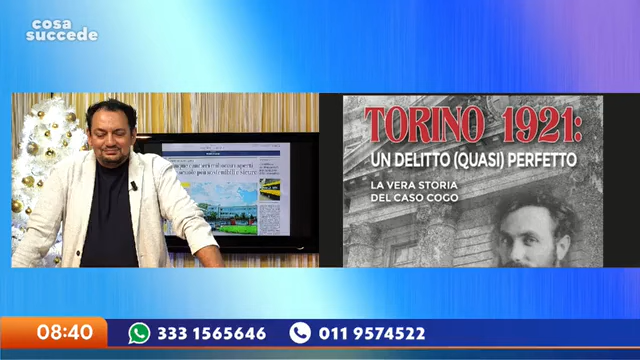 cosa
succede
TORINO 1921:
UN DELITTO (QUASI) PERFETTO
LA VERA STORIA
DEL CASO COGO
08:40
333 1565646
011 9574522